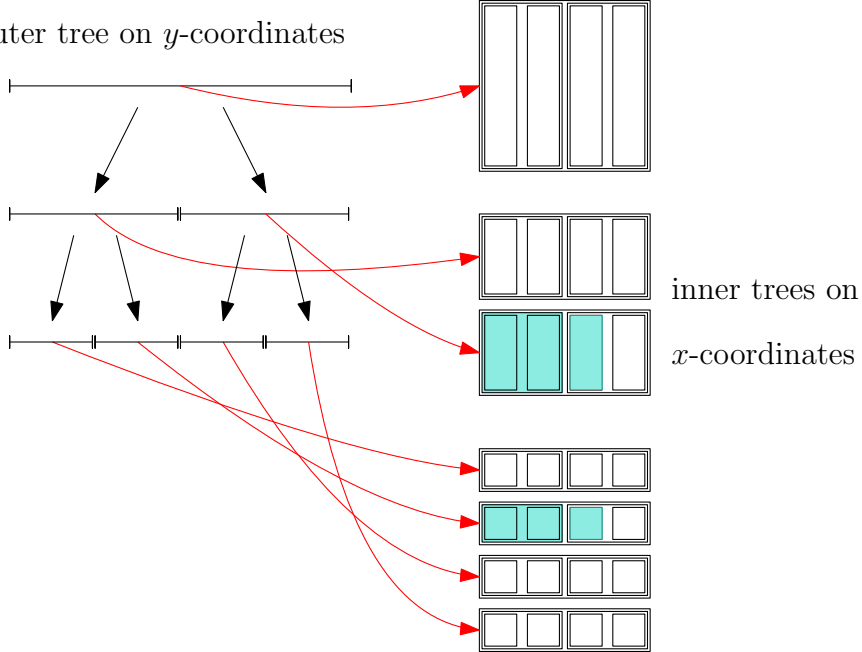 uter tree on y-coordinates
inner trees on
x-coordinates